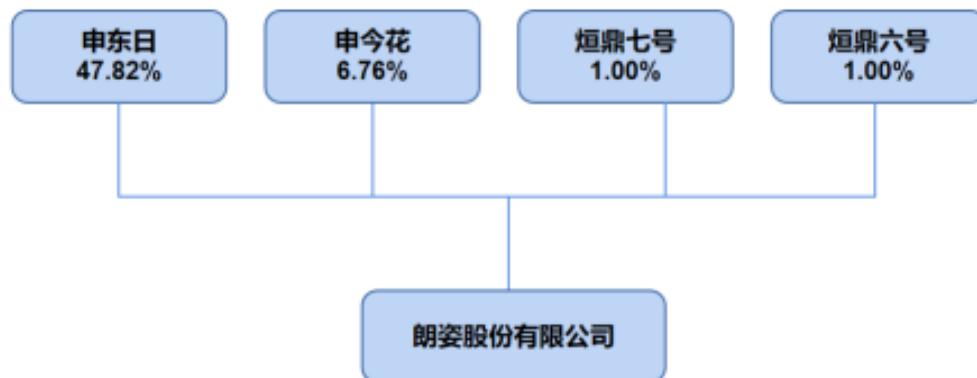 申东日
47.82%
申今花
6.76%
烜鼎七号
1.00%
烜鼎六号
1.00%
朗姿股份有限公司